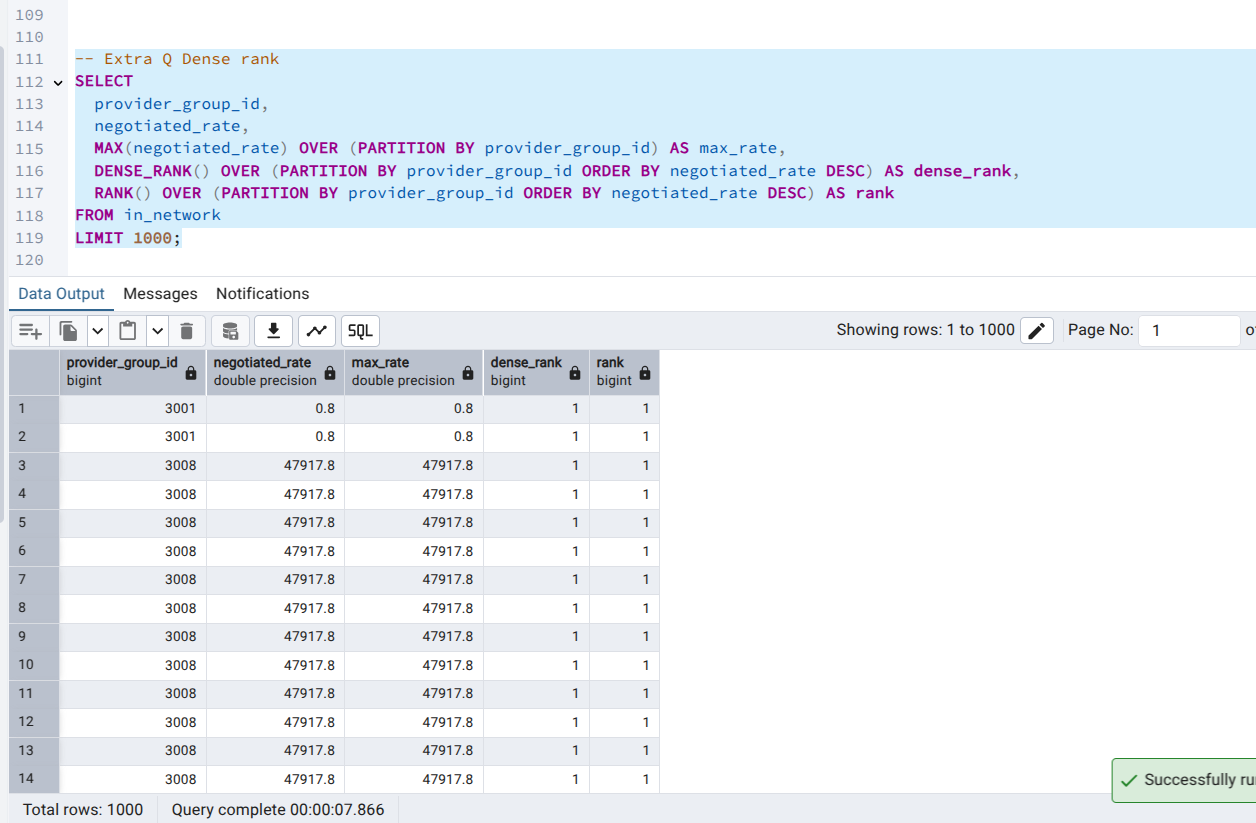 109
110
111 -- Extra Q Dense rank
112 SELECT
113 provider_group_id,
114 negotiated_rate,
115 MAX(negotiated_rate) OVER (PARTITION BY provider_group_id) AS max_rate,
116 DENSE_RANK() OVER (PARTITION BY provider_group_id ORDER BY negotiated_rate DESC) AS dense_rank,
117 RANK() OVER (PARTITION BY provider_group_id ORDER BY negotiated_rate DESC) AS rank
118 FROM in_network
119 LIMIT 1000;
120
Data Output Messages Notifications
SQL Showing rows: 1 to 1000 Page No: 1
provider_group_id negotiated_rate max_rate dense_rank rank
bigint double precision double precision bigint bigint
1 3001 0.8 0.8 1 1
2 3001 0.8 0.8 1 1
3 3008 47917.8 47917.8 1 1
4 3008 47917.8 47917.8 1 1
5 3008 47917.8 47917.8 1 1
6 3008 47917.8 47917.8 1 1
7 3008 47917.8 47917.8 1 1
8 3008 47917.8 47917.8 1 1
9 3008 47917.8 47917.8 1 1
10 3008 47917.8 47917.8 1 1
11 3008 47917.8 47917.8 1 1
12 3008 47917.8 47917.8 1 1
13 3008 47917.8 47917.8 1 1
14 3008 47917.8 47917.8 1 1
Successfully
Total rows: 1000 Query complete 00:00:07.866